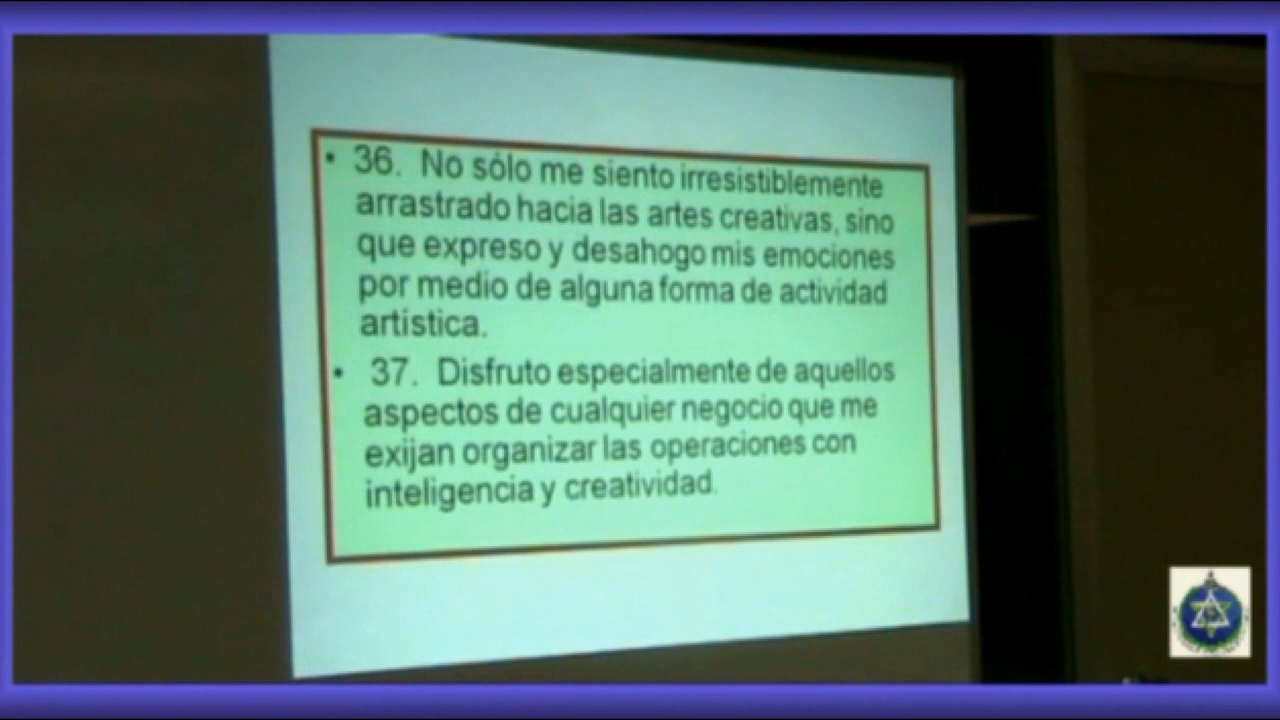 • 36. No sólo me siento irresistiblemente
arrastrado hacia las artes creativas, sino
que expreso y desahogo mis emociones
por medio de alguna forma de actividad
artística.
• 37. Disfruto especialmente de aquellos
aspectos de cualquier negocio que me
exijan organizar las operaciones con
inteligencia y creatividad.